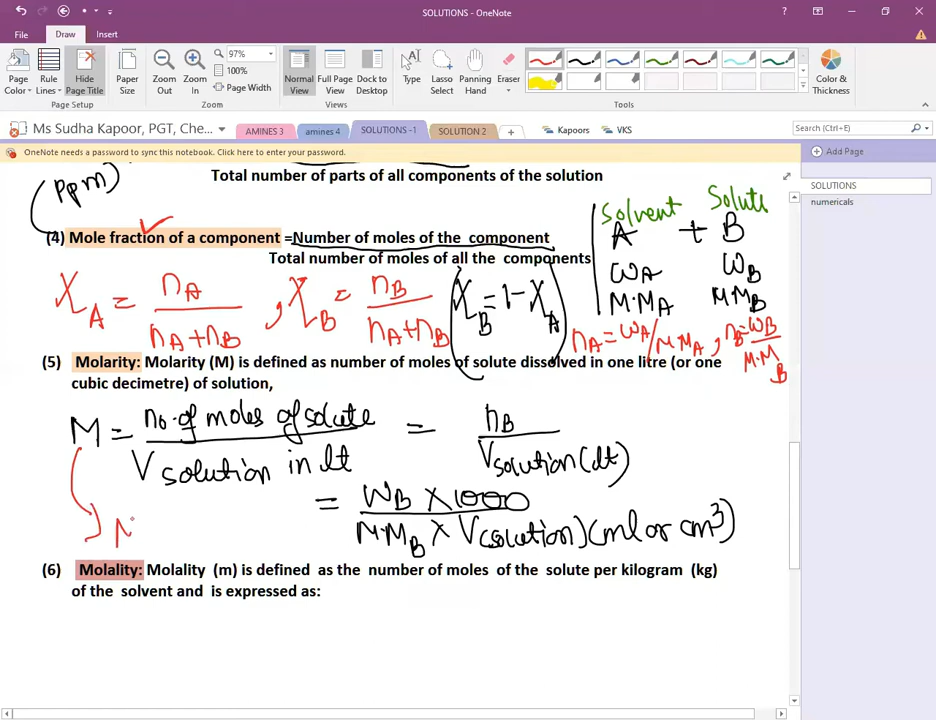 SOLUTIONS - OneNote
File Draw Insert
Page Color Rule Lines Hide Page Title Paper Size Zoom Out Zoom In 97% 100% Page Width Normal View Full Page View Dock to Desktop Type Lasso Select Panning Hand Eraser Color & Thickness
Page Setup Zoom Views Tools
Ms Sudha Kapoor, PGT, Che... AMINES 3 amines 4 SOLUTIONS -1 SOLUTION 2 + Kapoors VKS Search (Ctrl+E)
OneNote needs a password to sync this notebook. Click here to enter your password.
Add Page
SOLUTIONS
numericals
(ppm)
Total number of parts of all components of the solution
Solvent Solute
A + B
WA WB
M·MA MMB
nA = WA/MMA , nB = WB/M·MB
(4) Mole fraction of a component =Number of moles of the component
Total number of moles of all the components
XA = nA/nA+nB , XB = nB/nA+nB (XB = 1-XA)
(5) Molarity: Molarity (M) is defined as number of moles of solute dissolved in one litre (or one
cubic decimetre) of solution,
M = no. of moles of solute/V solution in lt = nB/Vsolution(lt)
= WB X 1000/MMB X V(solution)(ml or cm3)
(6) Molality: Molality (m) is defined as the number of moles of the solute per kilogram (kg)
of the solvent and is expressed as: